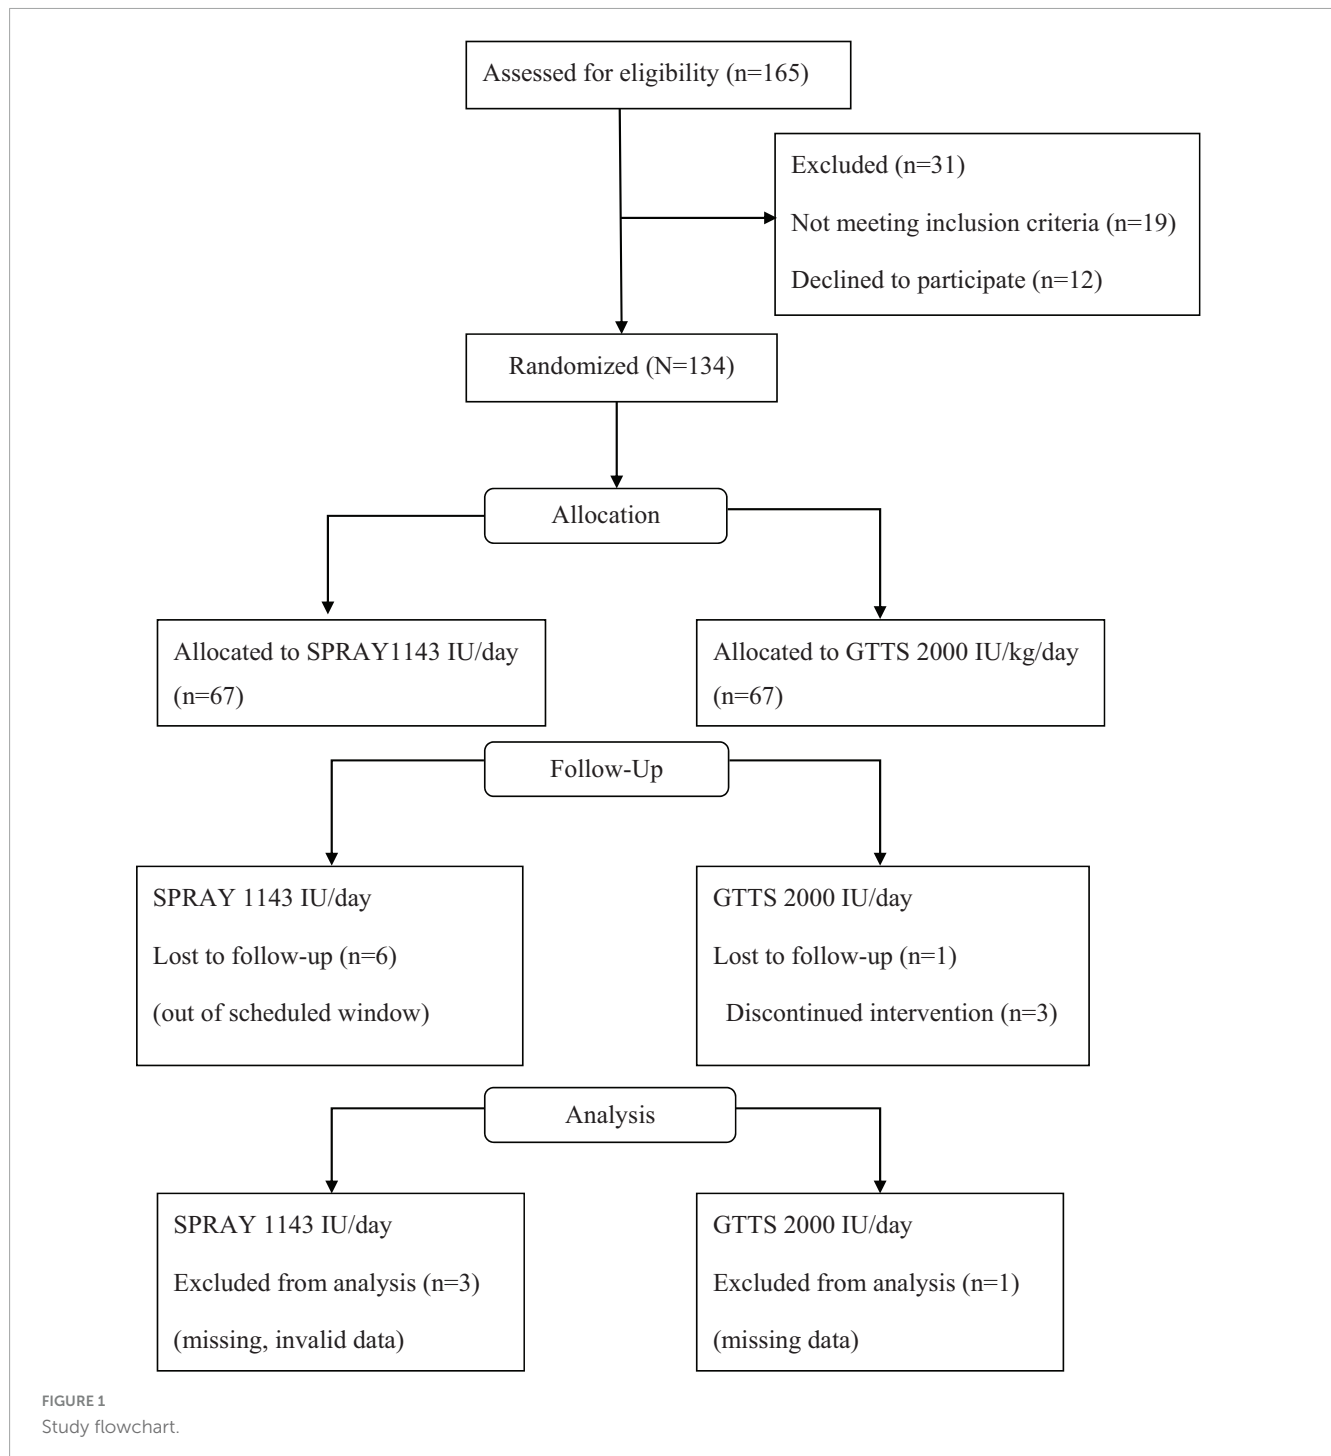 Assessed for eligibility (n=165)
Excluded (n=31)
Not meeting inclusion criteria (n=19)
Declined to participate (n=12)
Randomized (N=134)
Allocation
Allocated to SPRAY1143 IU/day
(n=67)
Allocated to GTTS 2000 IU/kg/day
(n=67)
Follow-Up
SPRAY 1143 IU/day
Lost to follow-up (n=6)
(out of scheduled window)
GTTS 2000 IU/day
Lost to follow-up (n=1)
Discontinued intervention (n=3)
Analysis
SPRAY 1143 IU/day
Excluded from analysis (n=3)
(missing, invalid data)
GTTS 2000 IU/day
Excluded from analysis (n=1)
(missing data)
FIGURE 1
Study flowchart.